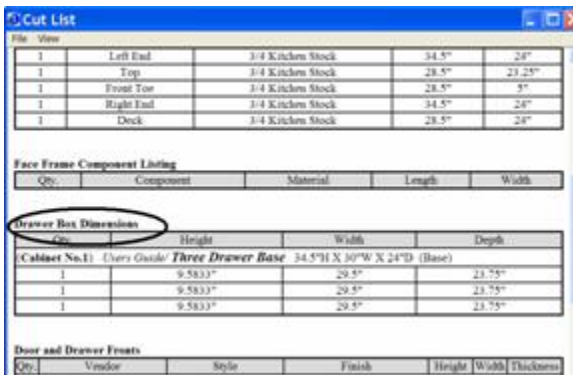 Cut List
File View
1 Left End 3/4 Kitchen Stock 34.5" 24"
1 Top 3/4 Kitchen Stock 28.5" 23.25"
1 Front Toe 3/4 Kitchen Stock 28.5" 5"
1 Right End 3/4 Kitchen Stock 34.5" 24"
1 Deck 3/4 Kitchen Stock 28.5" 24"
Face Frame Component Listing
Qty. Component Material Length Width
Drawer Box Dimensions
Qty. Height Width Depth
(Cabinet No.1) Users Guide/ Three Drawer Base 34.5"H X 30"W X 24"D (Base)
1 9.5833" 29.5" 23.75"
1 9.5833" 29.5" 23.75"
1 9.5833" 29.5" 23.75"
Door and Drawer Fronts
Qty. Vendor Style Finish Height Width Thickness